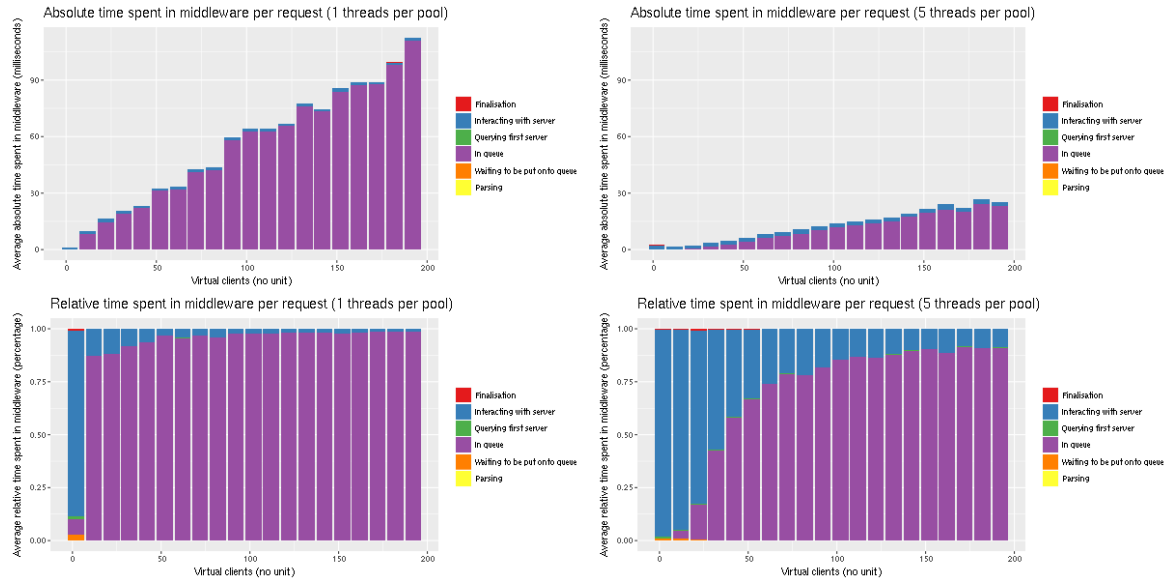 Absolute time spent in middleware per request (1 threads per pool)
Average absolute time spent in middleware (milliseconds)
90
60
30
0
0
50
100
150
200
Virtual clients (no unit)
Finalisation
Interacting with server
Querying first server
In queue
Waiting to be put onto queue
Parsing
Absolute time spent in middleware per request (5 threads per pool)
Average absolute time spent in middleware (milliseconds)
90
60
30
0
0
50
100
150
200
Virtual clients (no unit)
Finalisation
Interacting with server
Querying first server
In queue
Waiting to be put onto queue
Parsing
Relative time spent in middleware per request (1 threads per pool)
Average relative time spent in middleware (percentage)
1.00
0.75
0.50
0.25
0.00
0
50
100
150
200
Virtual clients (no unit)
Finalisation
Interacting with server
Querying first server
In queue
Waiting to be put onto queue
Parsing
Relative time spent in middleware per request (5 threads per pool)
Average relative time spent in middleware (percentage)
1.00
0.75
0.50
0.25
0.00
0
50
100
150
200
Virtual clients (no unit)
Finalisation
Interacting with server
Querying first server
In queue
Waiting to be put onto queue
Parsing